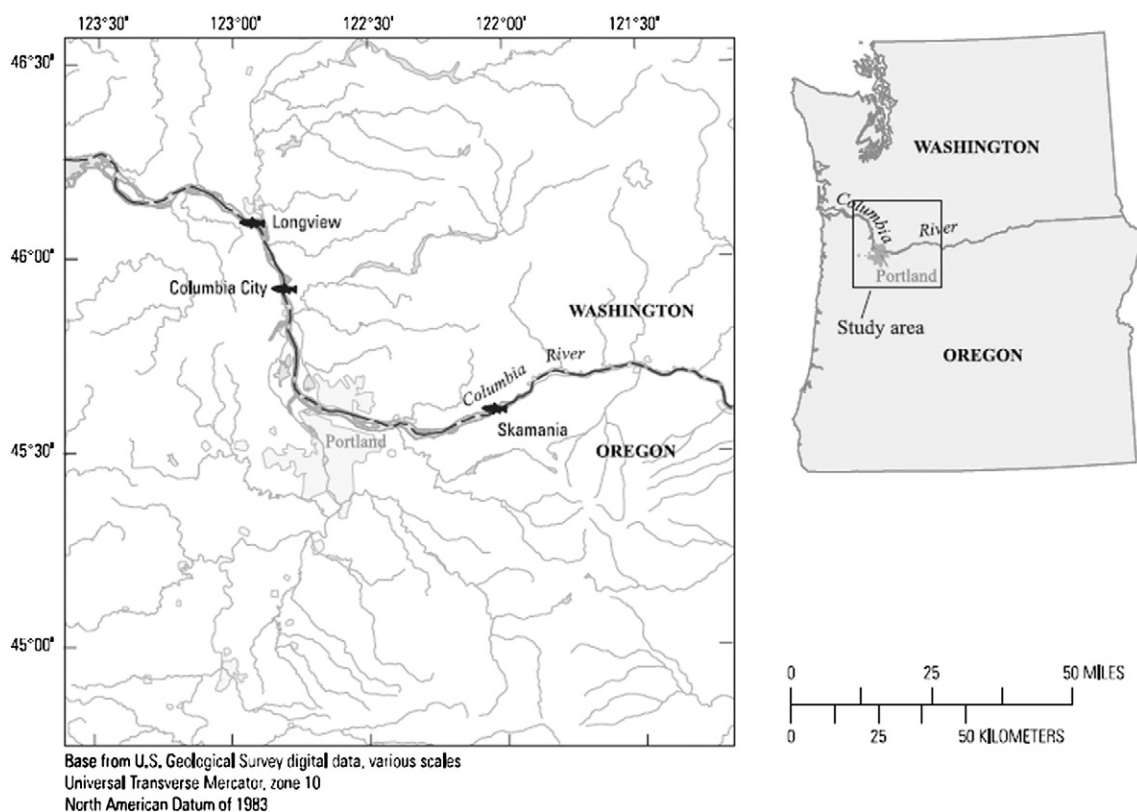 123°30' 123°00' 122°30' 122°00' 121°30'
46°30'
46°00'
45°30'
45°00'
Longview
Columbia City
WASHINGTON
Columbia River
Skamania
Portland
OREGON
WASHINGTON
Columbia River
Portland
Study area
OREGON
0 25 50 MILES
0 25 50 KILOMETERS
Base from U.S. Geological Survey digital data, various scales
Universal Transverse Mercator, zone 10
North American Datum of 1983